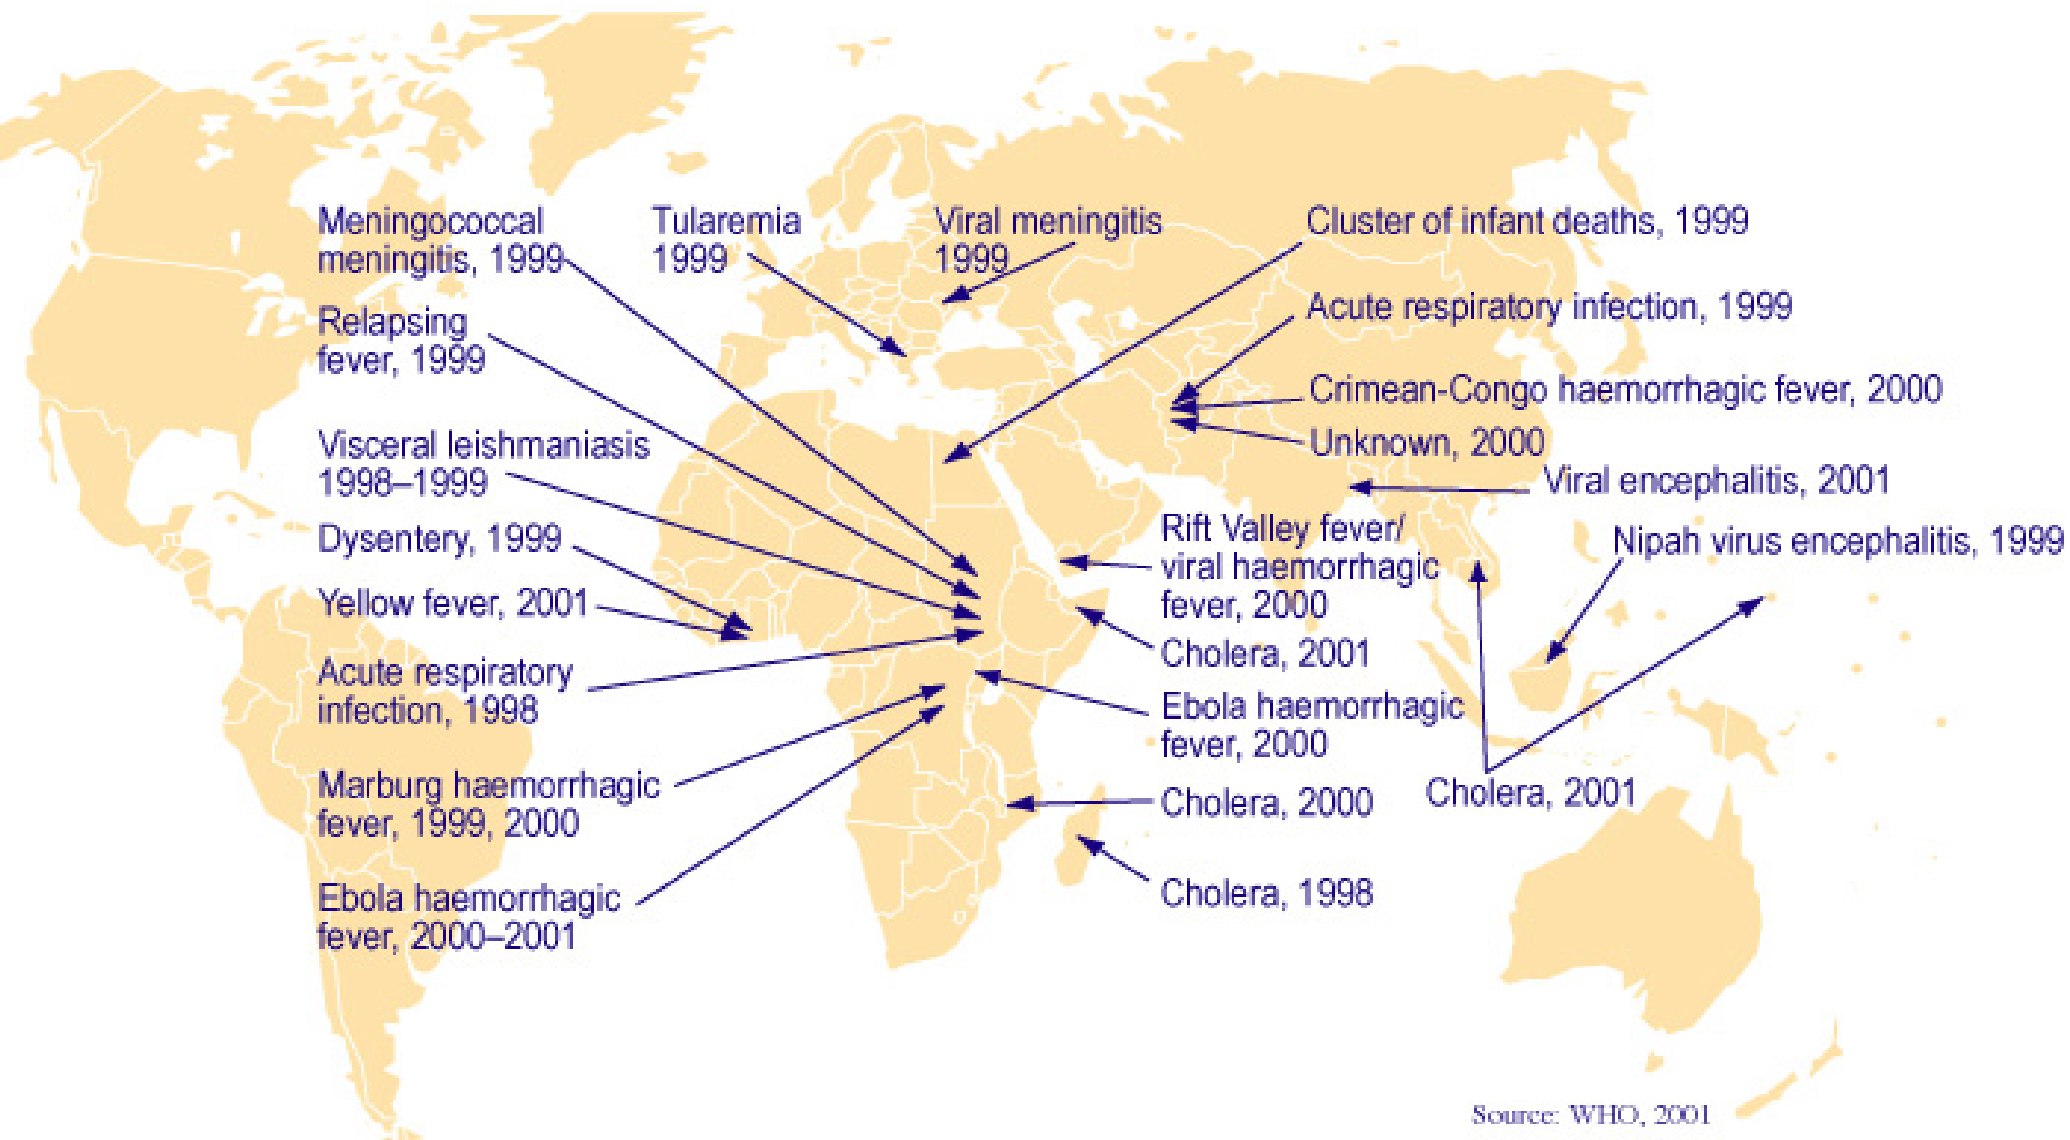 Meningococcal
meningitis, 1999
Tularemia
1999
Viral meningitis
1999
Cluster of infant deaths, 1999
Relapsing
fever, 1999
Acute respiratory infection, 1999
Crimean-Congo haemorrhagic fever, 2000
Visceral leishmaniasis
1998–1999
Unknown, 2000
Viral encephalitis, 2001
Dysentery, 1999
Rift Valley fever/
viral haemorrhagic
fever, 2000
Nipah virus encephalitis, 1999
Yellow fever, 2001
Cholera, 2001
Acute respiratory
infection, 1998
Ebola haemorrhagic
fever, 2000
Marburg haemorrhagic
fever, 1999, 2000
Cholera, 2000
Cholera, 2001
Ebola haemorrhagic
fever, 2000–2001
Cholera, 1998
Source: WHO, 2001